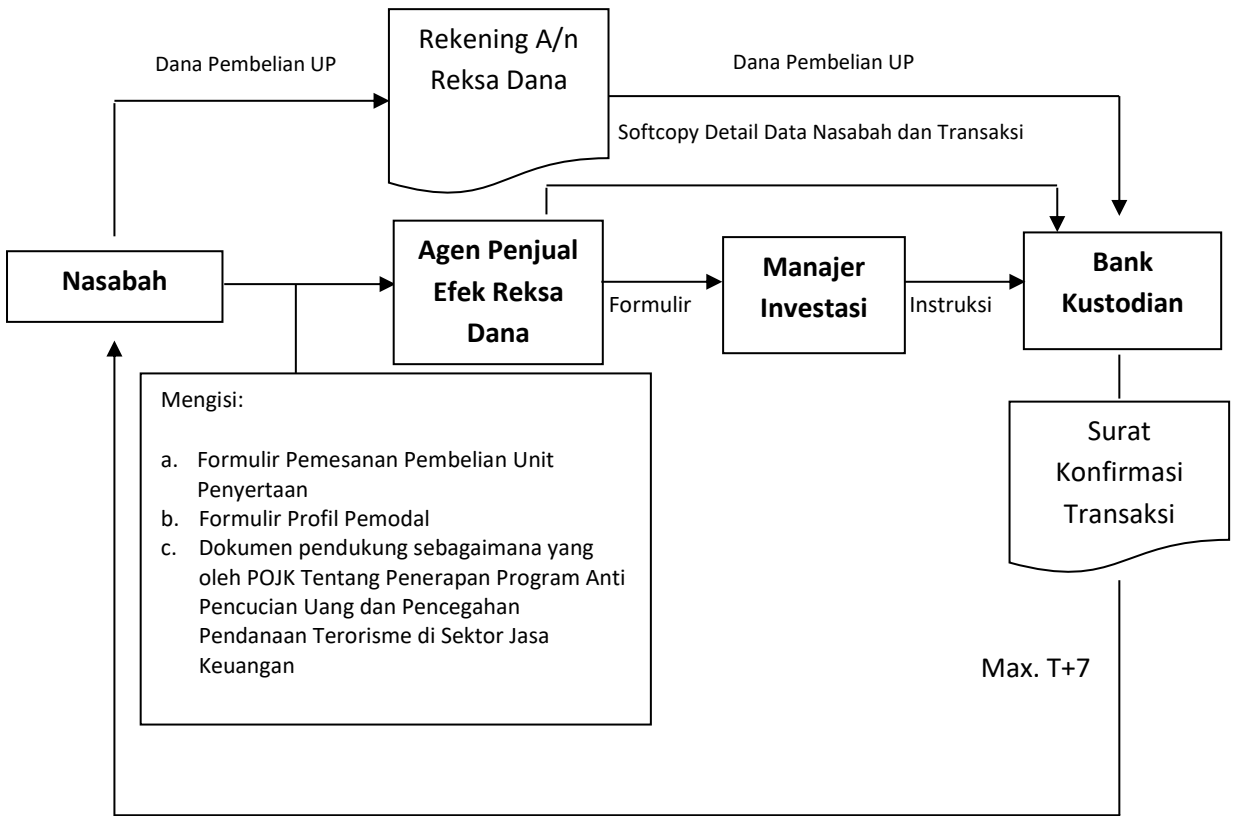 Rekening A/n
Reksa Dana
Dana Pembelian UP
Dana Pembelian UP
Softcopy Detail Data Nasabah dan Transaksi
Nasabah
Agen Penjual
Efek Reksa
Dana
Formulir
Manajer
Investasi
Instruksi
Bank
Kustodian
Mengisi:
a. Formulir Pemesanan Pembelian Unit
Penyertaan
b. Formulir Profil Pemodal
c. Dokumen pendukung sebagaimana yang
oleh POJK Tentang Penerapan Program Anti
Pencucian Uang dan Pencegahan
Pendanaan Terorisme di Sektor Jasa
Keuangan
Surat
Konfirmasi
Transaksi
Max. T+7